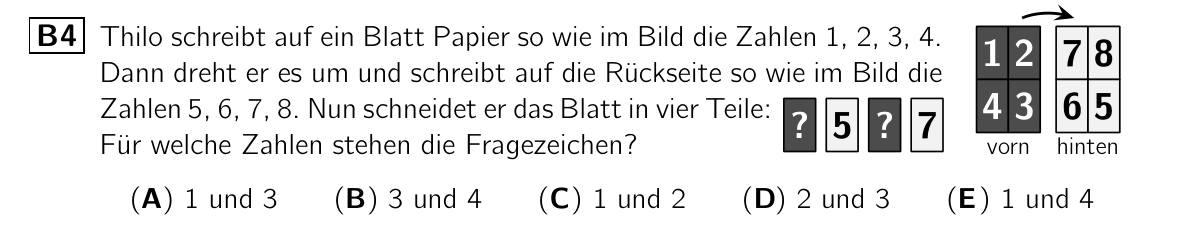 B4 Thilo schreibt auf ein Blatt Papier so wie im Bild die Zahlen 1, 2, 3, 4.
Dann dreht er es um und schreibt auf die Rückseite so wie im Bild die
Zahlen 5, 6, 7, 8. Nun schneidet er das Blatt in vier Teile: ? 5 ? 7
Für welche Zahlen stehen die Fragezeichen?
1 2 7 8
4 3 6 5
vorn hinten
(A) 1 und 3 (B) 3 und 4 (C) 1 und 2 (D) 2 und 3 (E) 1 und 4